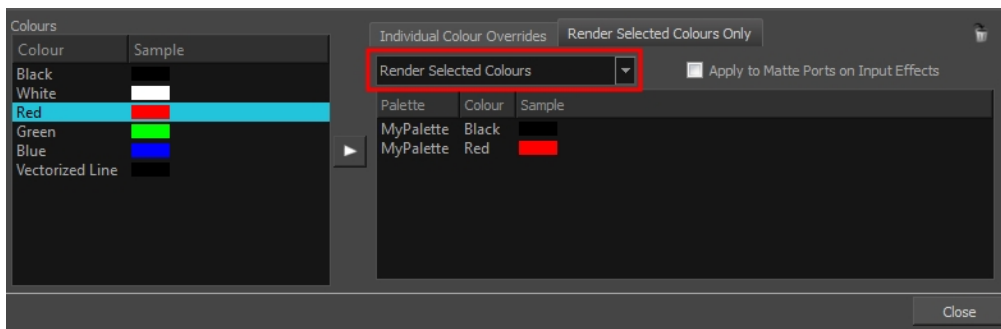 Colours
Colour Sample
Black
White
Red
Green
Blue
Vectorized Line
Individual Colour Overrides Render Selected Colours Only
Render Selected Colours Apply to Matte Ports on Input Effects
Palette Colour Sample
MyPalette Black
MyPalette Red
Close